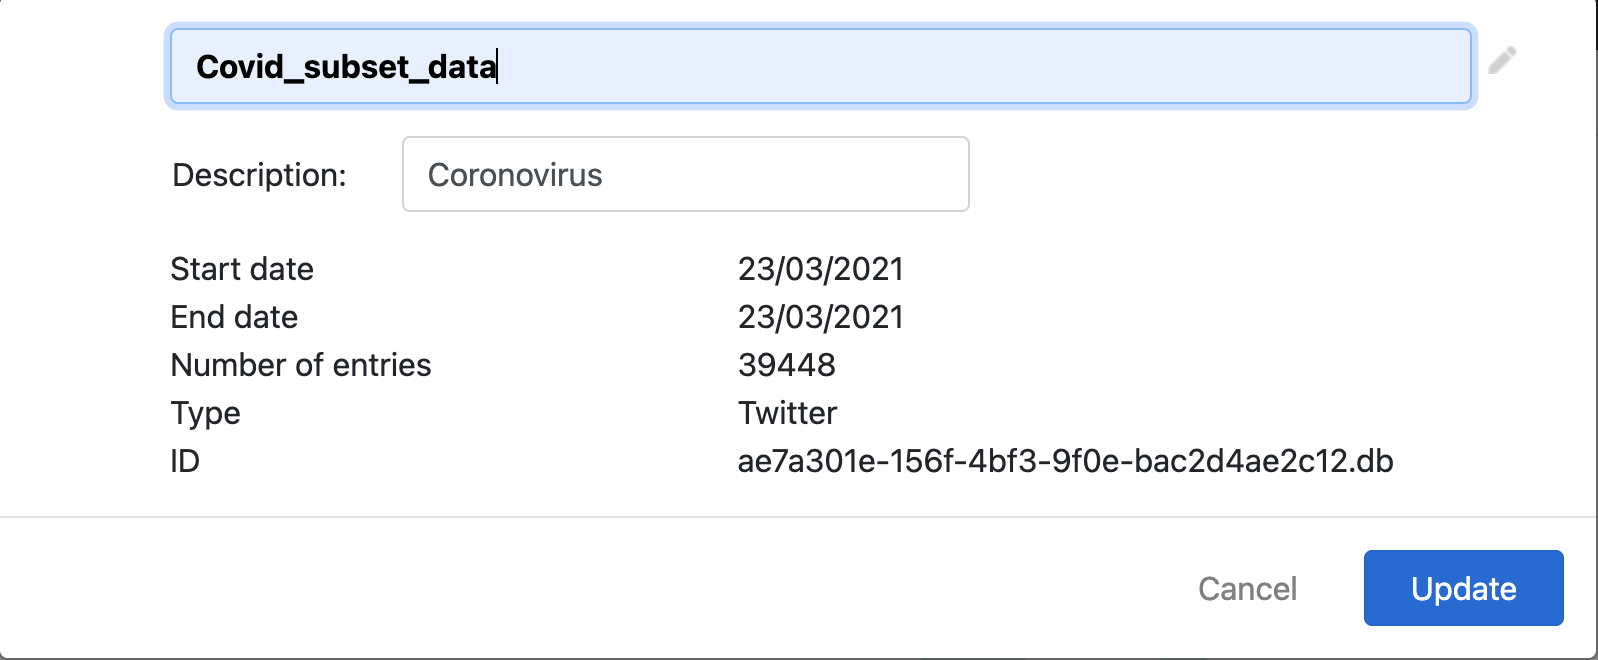 Covid_subset_data
Description: Coronovirus
Start date 23/03/2021
End date 23/03/2021
Number of entries 39448
Type Twitter
ID ae7a301e-156f-4bf3-9f0e-bac2d4ae2c12.db
Cancel Update